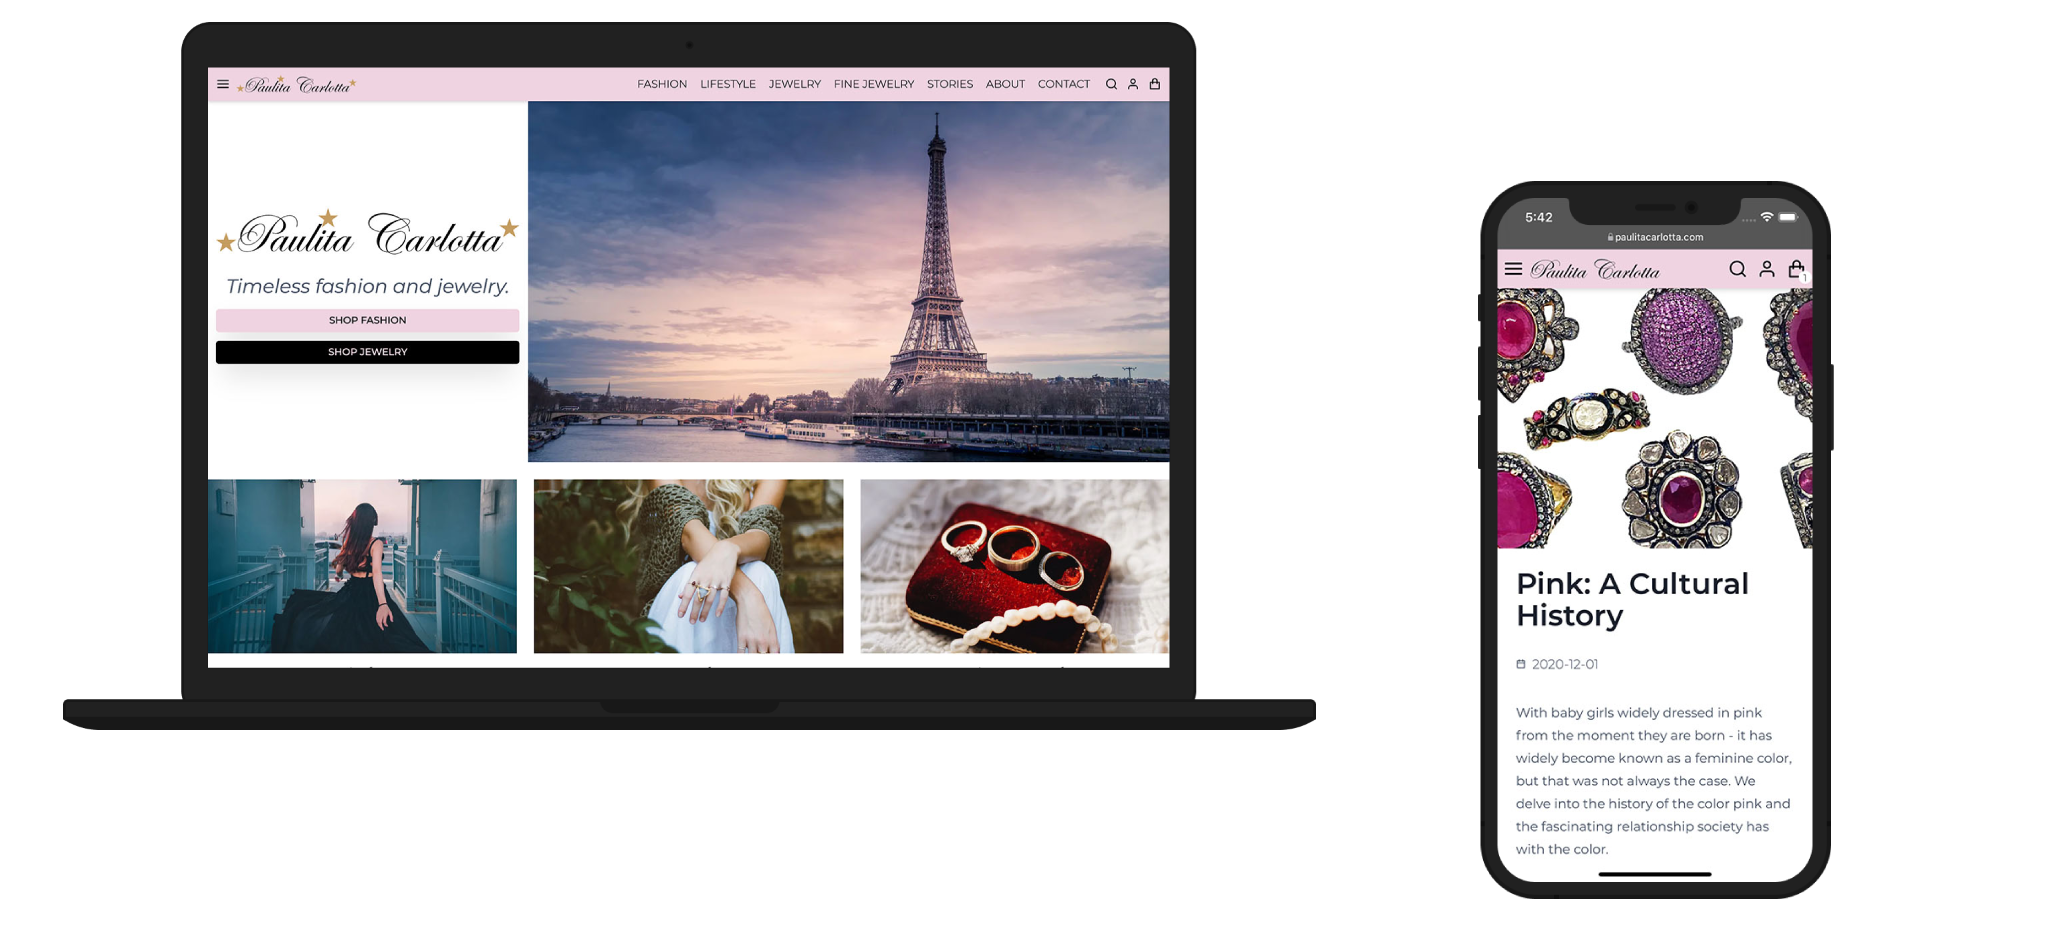 Paulita Carlotta
FASHION LIFESTYLE JEWELRY FINE JEWELRY STORIES ABOUT CONTACT
Paulita Carlotta
Timeless fashion and jewelry.
SHOP FASHION
SHOP JEWELRY
5:42
paulitacarlotta.com
Paulita Carlotta
1
Pink: A Cultural
History
2020-12-01
With baby girls widely dressed in pink
from the moment they are born - it has
widely become known as a feminine color,
but that was not always the case. We
delve into the history of the color pink and
the fascinating relationship society has
with the color.